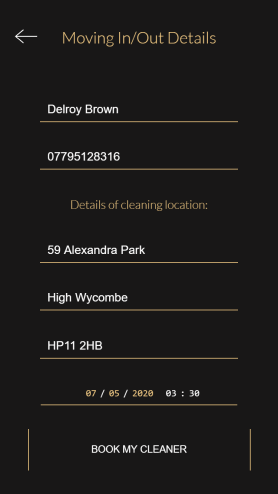 Moving In/Out Details
Delroy Brown
07795128316
Details of cleaning location:
59 Alexandra Park
High Wycombe
HP11 2HB
07 / 05 / 2020 03 : 30
BOOK MY CLEANER